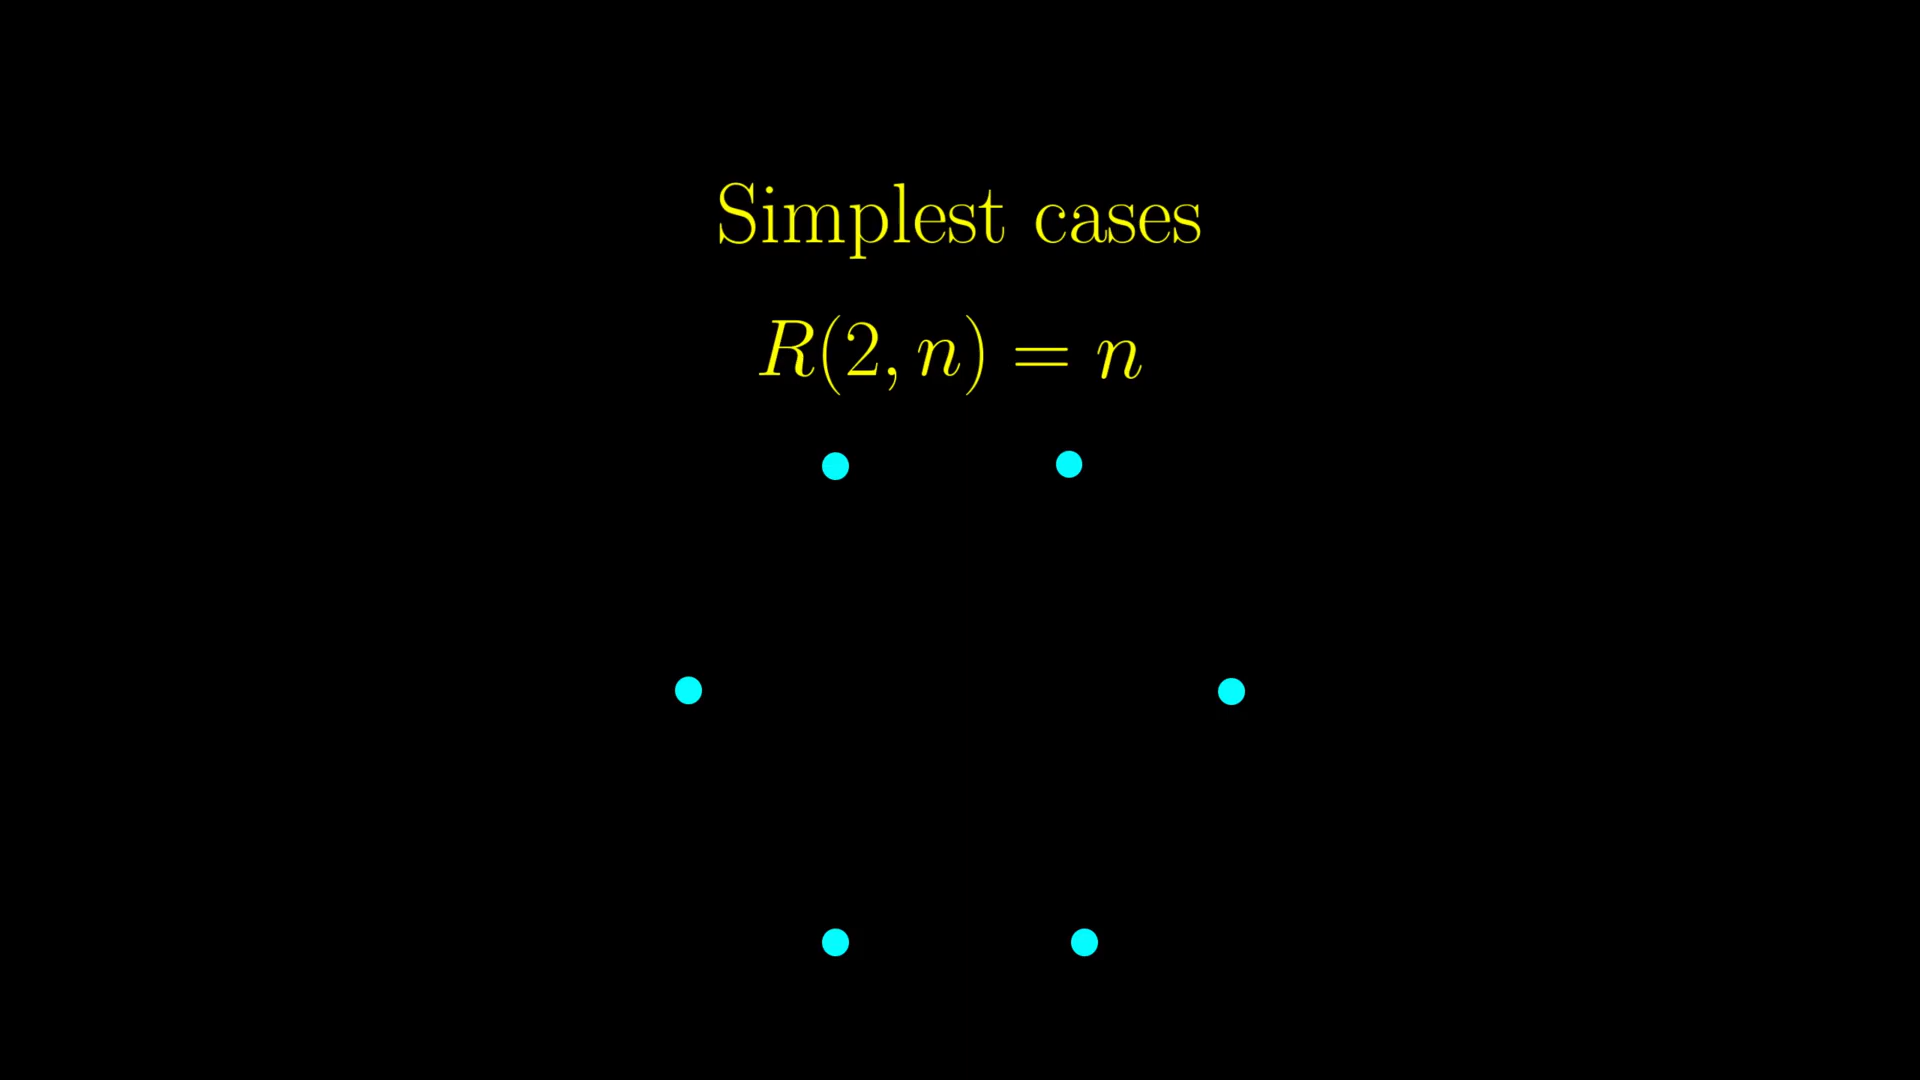 Simplest cases
R(2, n) = n